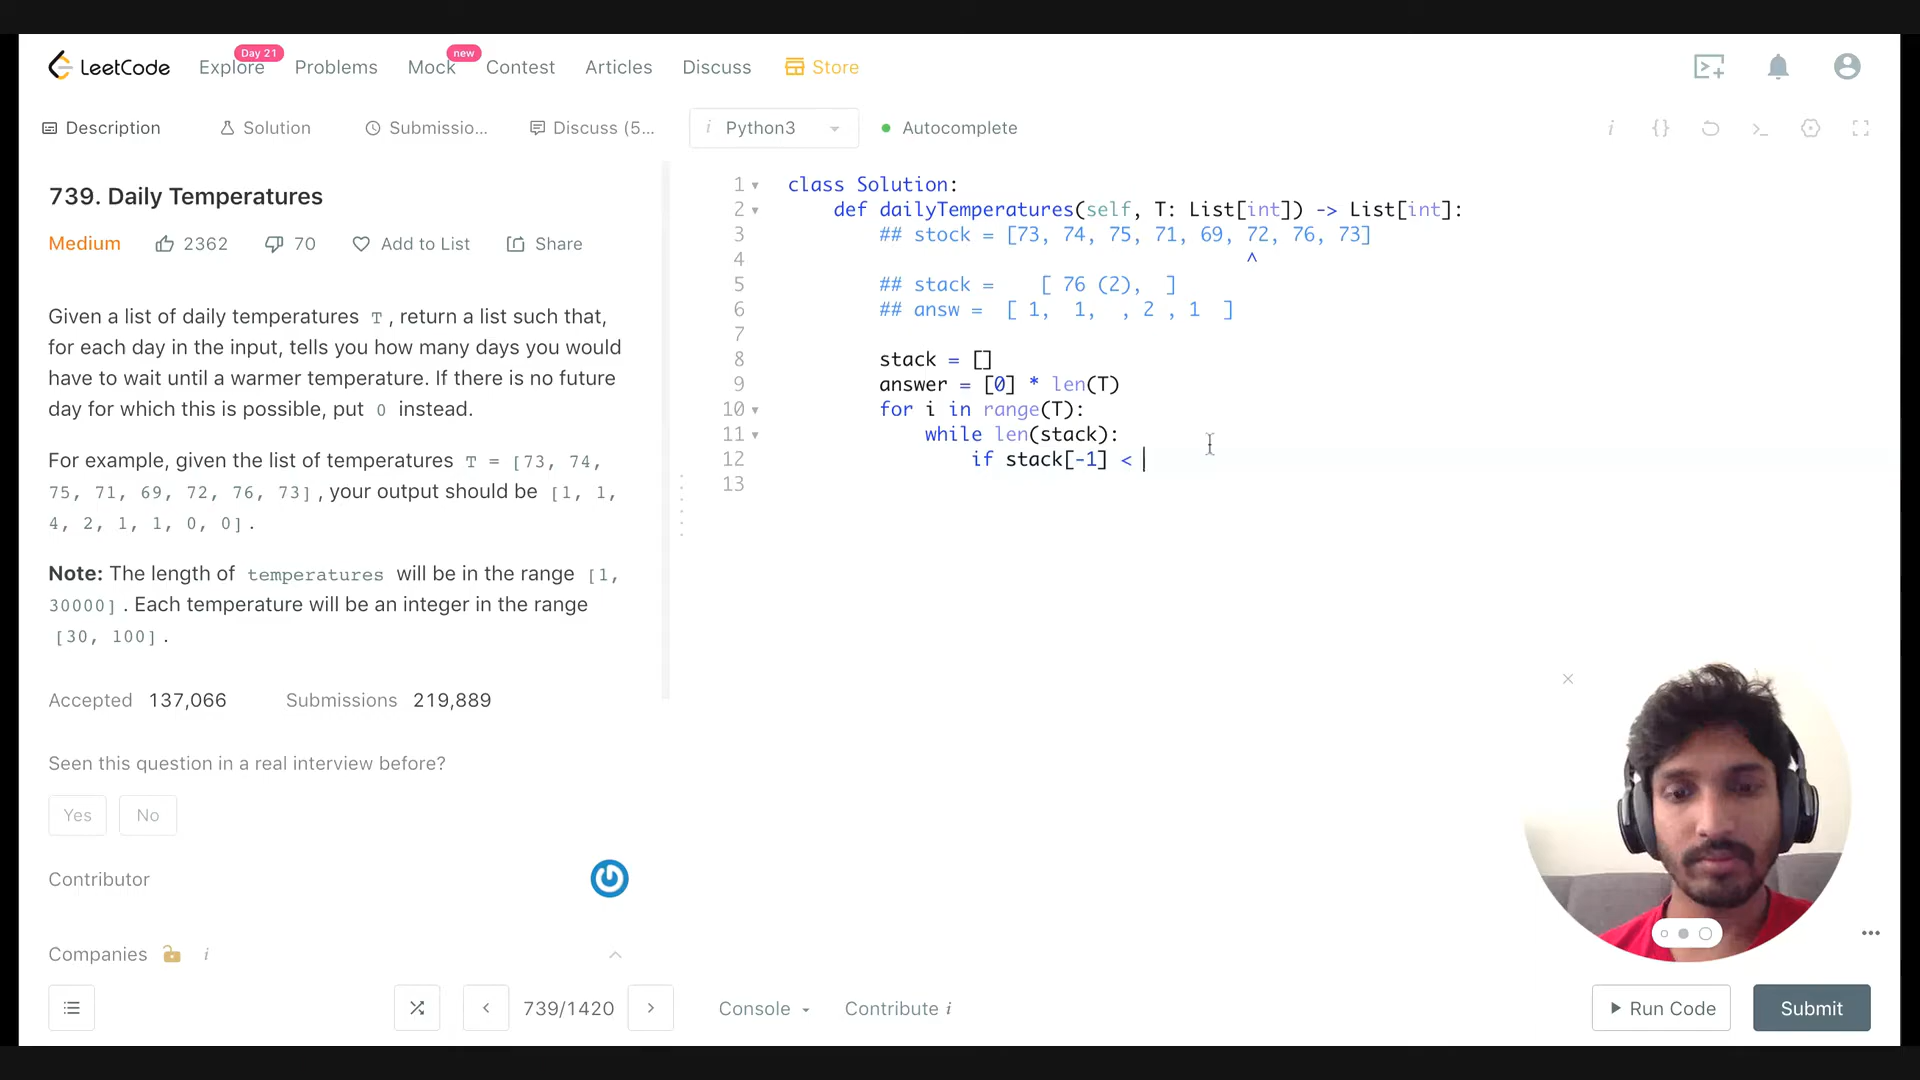 LeetCode Explore Day 21 Problems Mock new Contest Articles Discuss Store
Description Solution Submissio... Discuss (5... i Python3 Autocomplete i {}
739. Daily Temperatures
Medium 2362 70 Add to List Share
Given a list of daily temperatures T , return a list such that,
for each day in the input, tells you how many days you would
have to wait until a warmer temperature. If there is no future
day for which this is possible, put 0 instead.
For example, given the list of temperatures T = [73, 74,
75, 71, 69, 72, 76, 73] , your output should be [1, 1,
4, 2, 1, 1, 0, 0] .
Note: The length of temperatures will be in the range [1,
30000] . Each temperature will be an integer in the range
[30, 100] .
Accepted 137,066 Submissions 219,889
Seen this question in a real interview before?
Yes No
Contributor
Companies i
739/1420
1 class Solution:
2 def dailyTemperatures(self, T: List[int]) -> List[int]:
3 ## stock = [73, 74, 75, 71, 69, 72, 76, 73]
4 ^
5 ## stack = [ 76 (2), ]
6 ## answ = [ 1, 1, , 2 , 1 ]
7
8 stack = []
9 answer = [0] * len(T)
10 for i in range(T):
11 while len(stack):
12 if stack[-1] <
13
Console Contribute i Run Code Submit